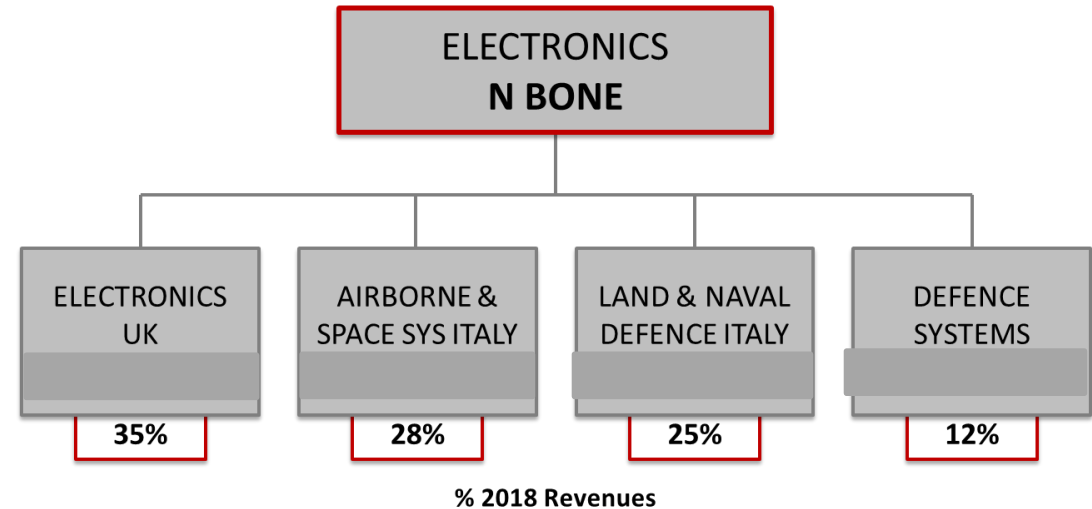 ELECTRONICS
N BONE
ELECTRONICS
UK
AIRBORNE &
SPACE SYS ITALY
LAND & NAVAL
DEFENCE ITALY
DEFENCE
SYSTEMS
35%
28%
25%
12%
% 2018 Revenues